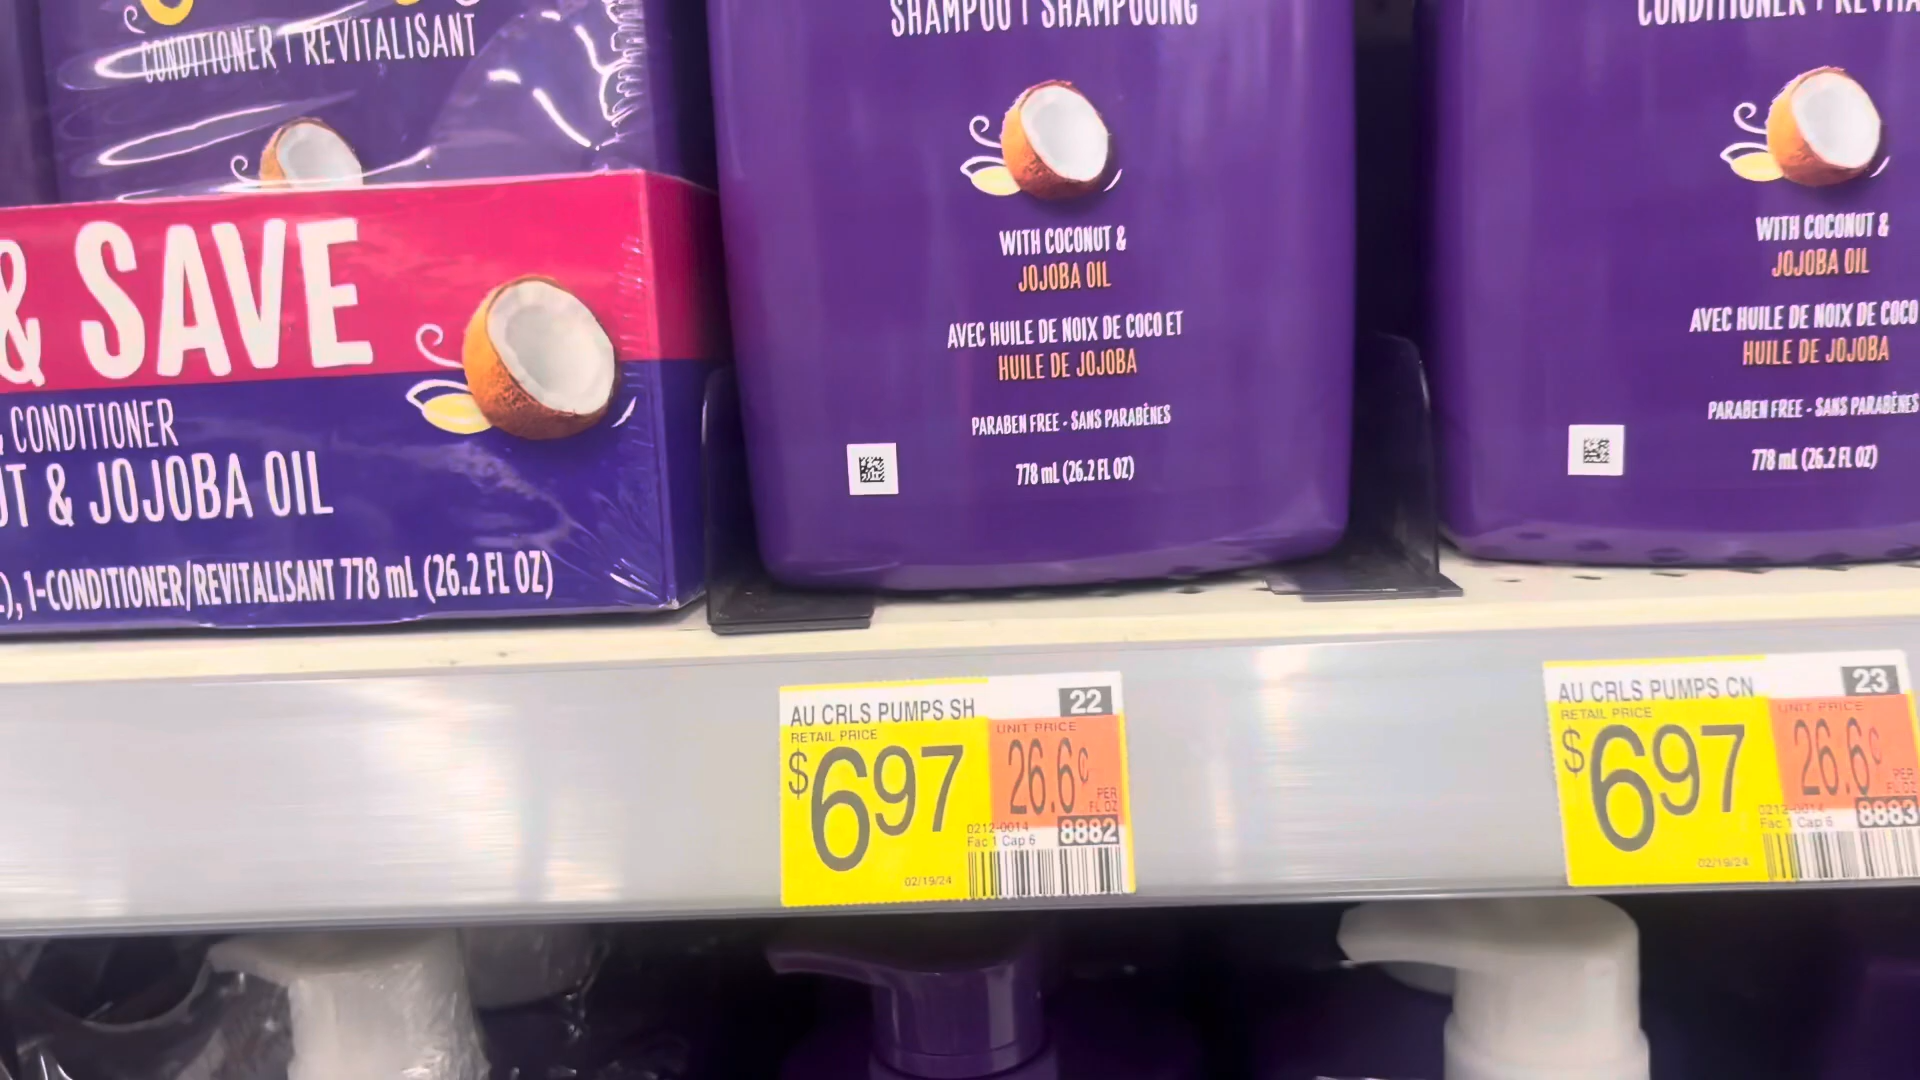 CONDITIONER | REVITALISANT
& SAVE
& CONDITIONER
& JOJOBA OIL
1-CONDITIONER/REVITALISANT 778 mL (26.2 FL OZ)
SHAMPOO | SHAMPOOING
WITH COCONUT &
JOJOBA OIL
AVEC HUILE DE NOIX DE COCO ET
HUILE DE JOJOBA
PARABEN FREE - SANS PARABÈNES
778 mL (26.2 FL OZ)
CONDITIONER |
WITH COCONUT &
JOJOBA OIL
AVEC HUILE DE NOIX DE COCO
HUILE DE JOJOBA
PARABEN FREE - SANS PARABÈNES
778 mL (26.2 FL OZ)
AU CRLS PUMPS SH 22
RETAIL PRICE UNIT PRICE
$697 26.6¢
PER
FL OZ
0212-0014
Fac 1 Cap 6 8882
02/19/24
AU CRLS PUMPS CN 23
RETAIL PRICE UNIT PRICE
$697 26.6¢
PER
FL OZ
0212-0014
Fac 1 Cap 6 8883
02/19/24